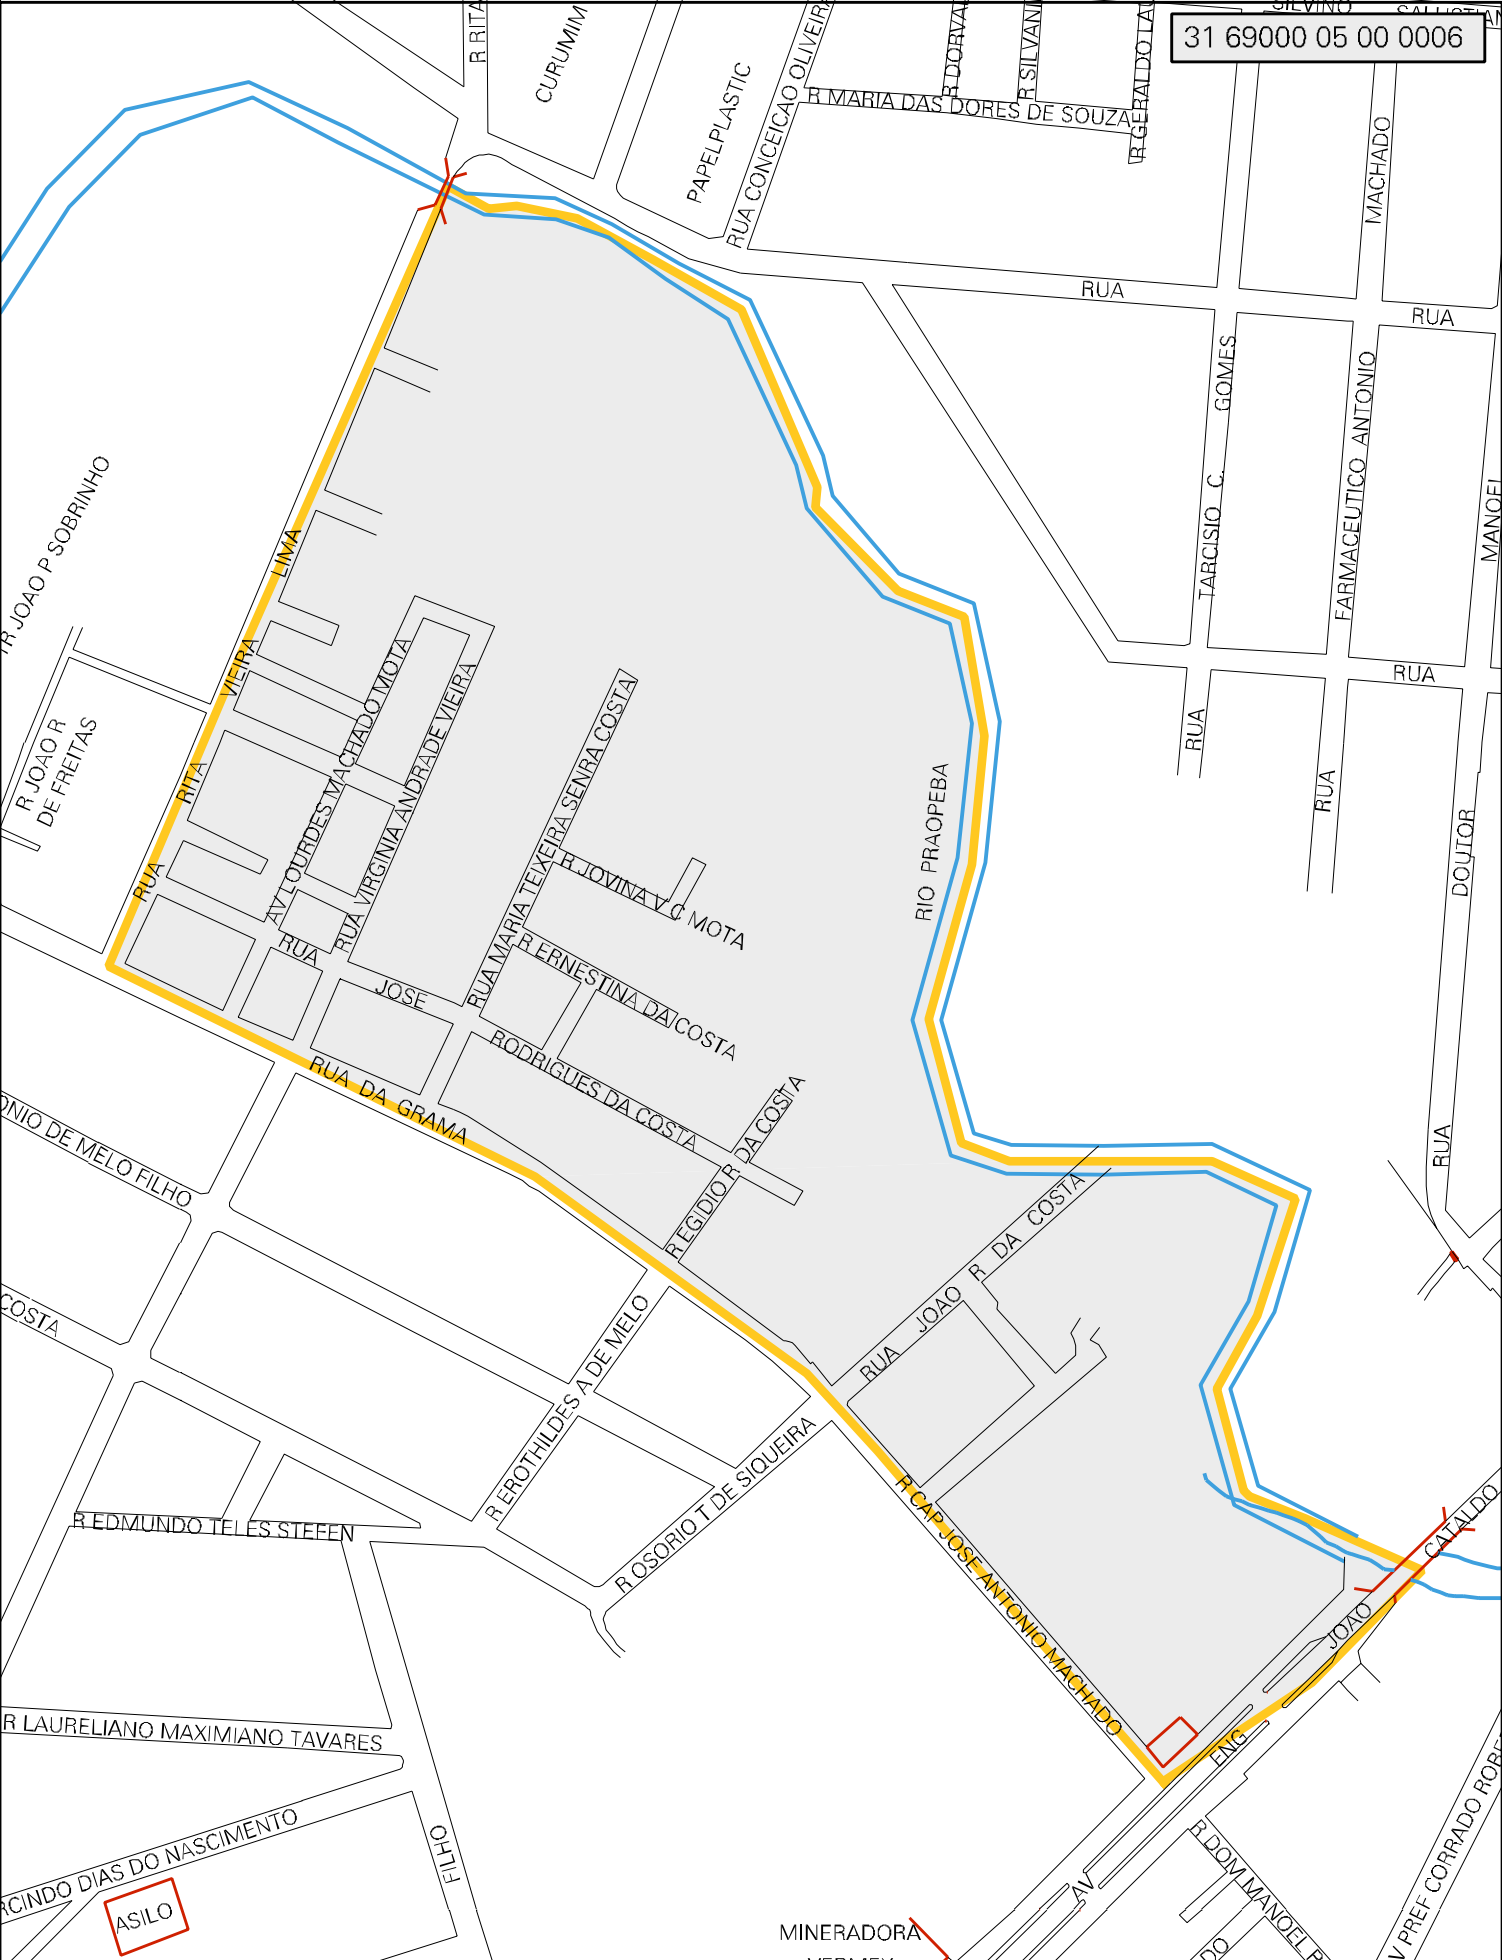 SILVINO
31 69000 05 00 0006
R RITA
CURUMIM
PAPELPLASTIC
RUA CONCEICAO OLIVEIRA
R MARIA DAS DORES DE SOUZA
MACHADO
RUA
RUA
GOMES
TARCISIO C.
FARMACEUTICO ANTONIO
MANOEL
R JOAO P SOBRINHO
LIMA
VIEIRA
RITA
RUA
R JOAO R
DE FREITAS
AV LOURDES MACHADO MOTA
RUA VIRGINIA ANDRADE VIEIRA
RUA MARIA TEIXEIRA SENRA COSTA
R JOVINA V C MOTA
R ERNESTINA DA COSTA
RUA
JOSE
RODRIGUES DA COSTA
RIO PRAOPEBA
RUA
RUA
RUA
DOUTOR
RUA
RUA DA GRAMA
R EGIDIO R DA COSTA
RUA JOAO R DA COSTA
ONIO DE MELO FILHO
COSTA
R EROTHILDES A DE MELO
R OSORIO T DE SIQUEIRA
R EDMUNDO TELES STEFEN
R CAP JOSE ANTONIO MACHADO
CATALDO
JOAO
ENG
AV
R LAURELIANO MAXIMIANO TAVARES
RCINDO DIAS DO NASCIMENTO
FILHO
ASILO
MINERADORA
R DOM MANOEL P
V PREF CORRADO ROBE
DO